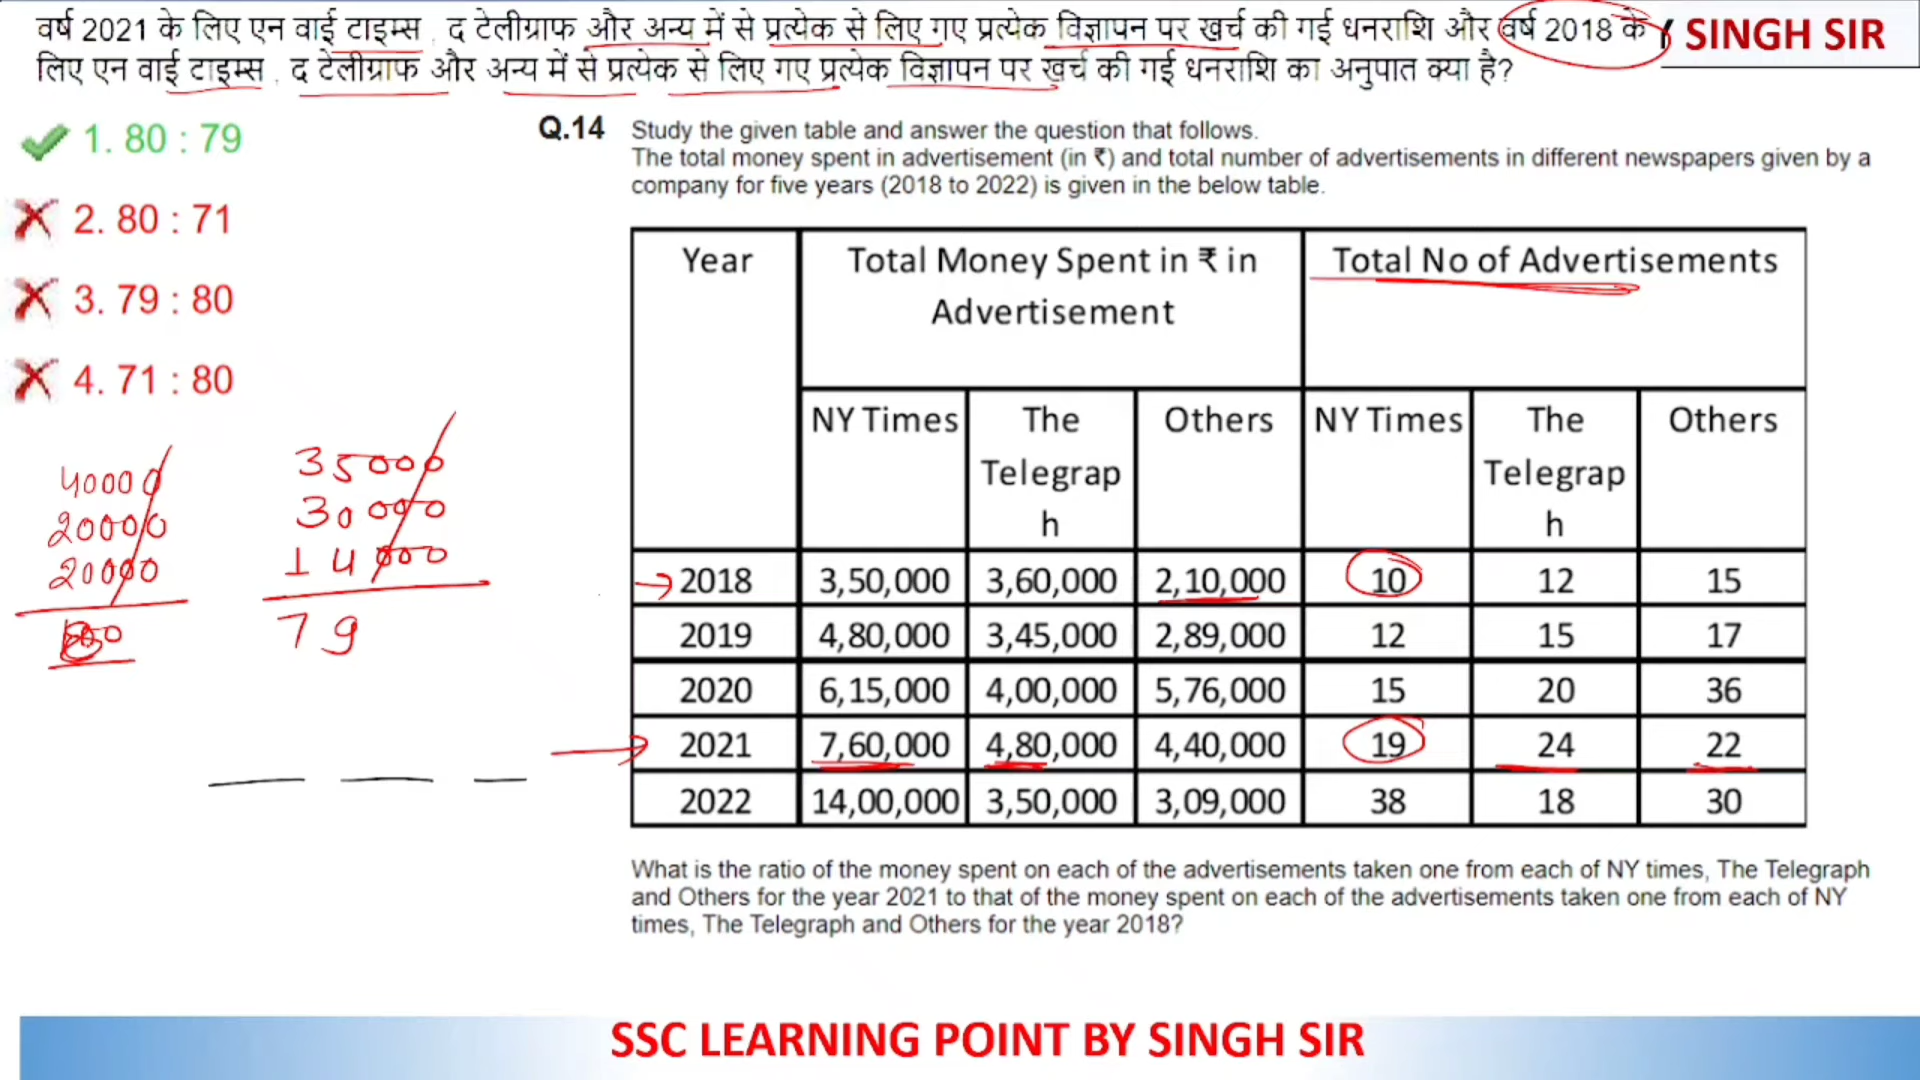 वर्ष 2021 के लिए एन वाई टाइम्स , द टेलीग्राफ और अन्य में से प्रत्येक से लिए गए प्रत्येक विज्ञापन पर खर्च की गई धनराशि और वर्ष 2018 के
SINGH SIR
लिए एन वाई टाइम्स , द टेलीग्राफ और अन्य में से प्रत्येक से लिए गए प्रत्येक विज्ञापन पर खर्च की गई धनराशि का अनुपात क्या है?
1. 80 : 79
2. 80 : 71
3. 79 : 80
4. 71 : 80
40000
20000
20000
35000
30000
14000
79
Q.14 Study the given table and answer the question that follows.
The total money spent in advertisement (in ₹) and total number of advertisements in different newspapers given by a
company for five years (2018 to 2022) is given in the below table.
Year Total Money Spent in ₹ in Total No of Advertisements
Advertisement
NY Times The Others NY Times The Others
Telegrap Telegrap
h h
2018 3,50,000 3,60,000 2,10,000 10 12 15
2019 4,80,000 3,45,000 2,89,000 12 15 17
2020 6,15,000 4,00,000 5,76,000 15 20 36
2021 7,60,000 4,80,000 4,40,000 19 24 22
2022 14,00,000 3,50,000 3,09,000 38 18 30
What is the ratio of the money spent on each of the advertisements taken one from each of NY times, The Telegraph
and Others for the year 2021 to that of the money spent on each of the advertisements taken one from each of NY
times, The Telegraph and Others for the year 2018?
SSC LEARNING POINT BY SINGH SIR